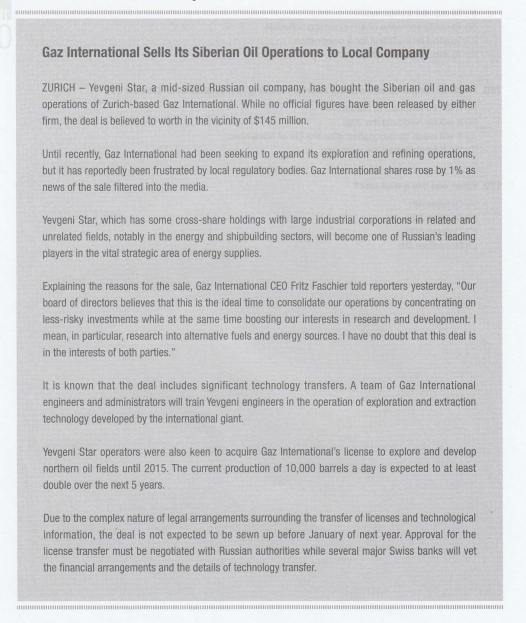 Gaz International Sells Its Siberian Oil Operations to Local Company
ZURICH – Yevgeni Star, a mid-sized Russian oil company, has bought the Siberian oil and gas
operations of Zurich-based Gaz International. While no official figures have been released by either
firm, the deal is believed to worth in the vicinity of $145 million.
Until recently, Gaz International had been seeking to expand its exploration and refining operations,
but it has reportedly been frustrated by local regulatory bodies. Gaz International shares rose by 1% as
news of the sale filtered into the media.
Yevgeni Star, which has some cross-share holdings with large industrial corporations in related and
unrelated fields, notably in the energy and shipbuilding sectors, will become one of Russian's leading
players in the vital strategic area of energy supplies.
Explaining the reasons for the sale, Gaz International CEO Fritz Faschier told reporters yesterday, “Our
board of directors believes that this is the ideal time to consolidate our operations by concentrating on
less-risky investments while at the same time boosting our interests in research and development. I
mean, in particular, research into alternative fuels and energy sources. I have no doubt that this deal is
in the interests of both parties.”
It is known that the deal includes significant technology transfers. A team of Gaz International
engineers and administrators will train Yevgeni engineers in the operation of exploration and extraction
technology developed by the international giant.
Yevgeni Star operators were also keen to acquire Gaz International's license to explore and develop
northern oil fields until 2015. The current production of 10,000 barrels a day is expected to at least
double over the next 5 years.
Due to the complex nature of legal arrangements surrounding the transfer of licenses and technological
information, the deal is not expected to be sewn up before January of next year. Approval for the
license transfer must be negotiated with Russian authorities while several major Swiss banks will vet
the financial arrangements and the details of technology transfer.